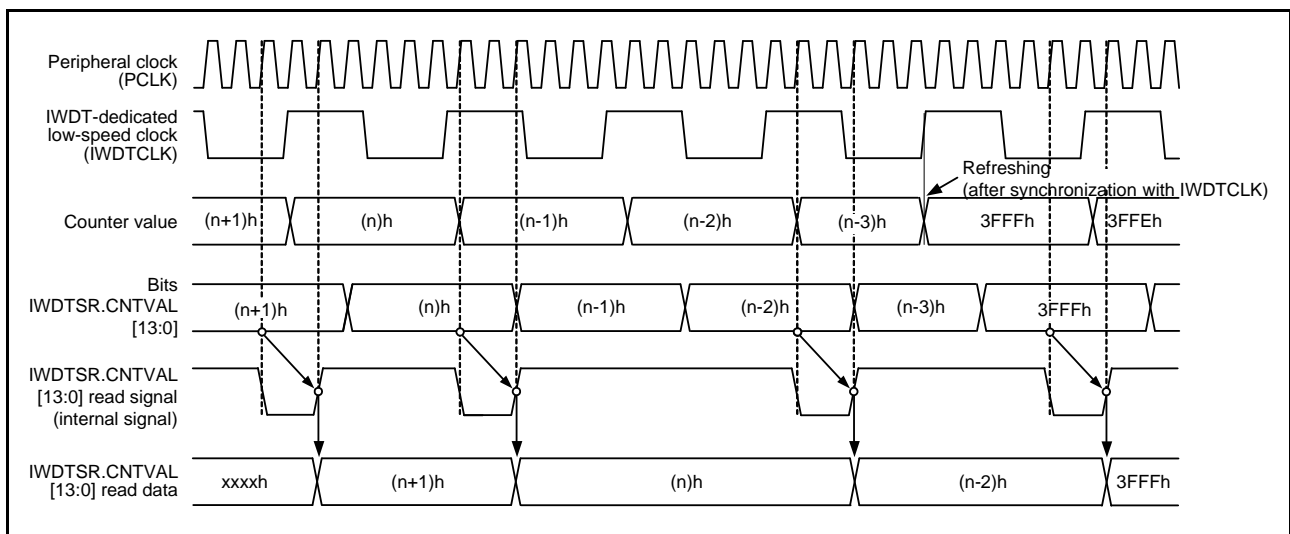 Peripheral clock
(PCLK)
IWDT-dedicated
low-speed clock
(IWDTCLK)
Refreshing
(after synchronization with IWDTCLK)
Counter value
(n+1)h (n)h (n-1)h (n-2)h (n-3)h 3FFFh 3FFEh
Bits
IWDTSR.CNTVAL
[13:0]
(n+1)h (n)h (n-1)h (n-2)h (n-3)h 3FFFh
IWDTSR.CNTVAL
[13:0] read signal
(internal signal)
IWDTSR.CNTVAL
[13:0] read data
xxxxh (n+1)h (n)h (n-2)h 3FFFh